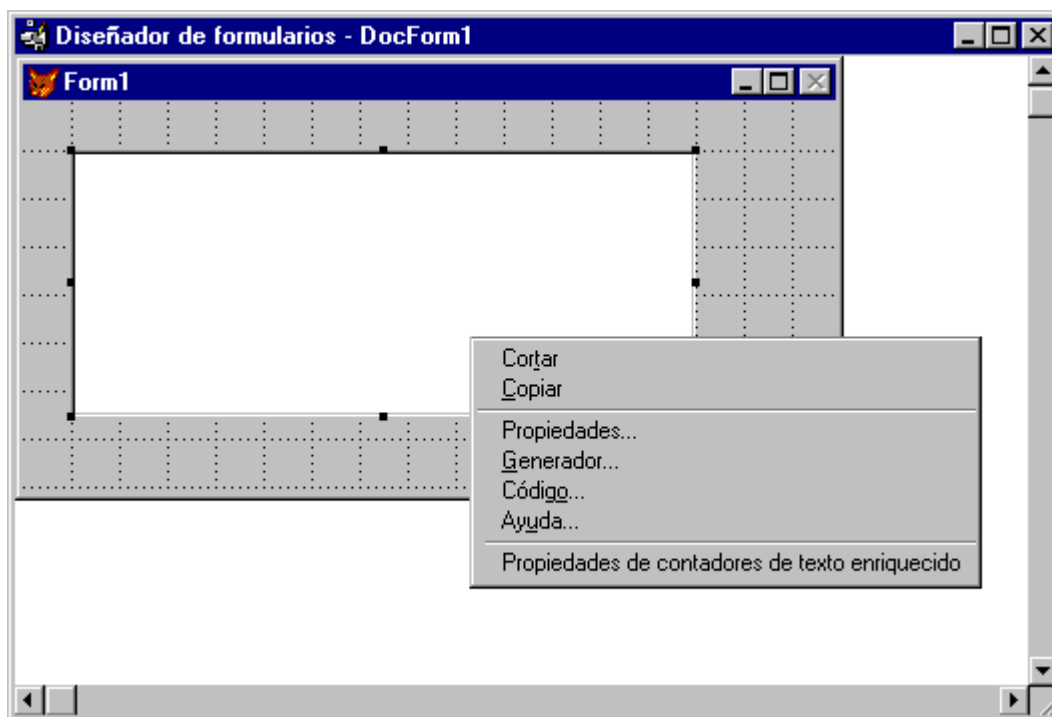 Diseñador de formularios - DocForm1
Form1
Cortar
Copiar
Propiedades...
Generador...
Código...
Ayuda...
Propiedades de contadores de texto enriquecido